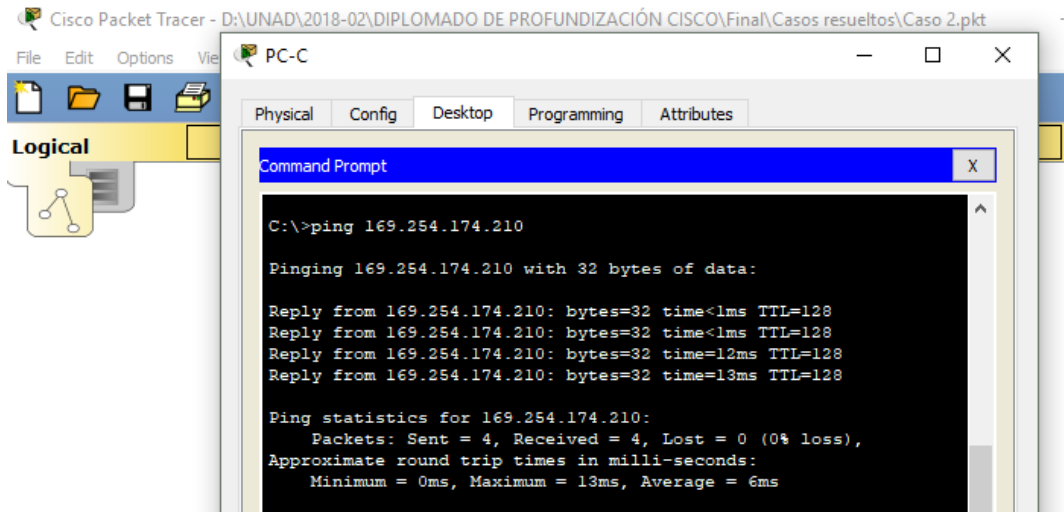 Cisco Packet Tracer - D:\UNAD\2018-02\DIPLOMADO DE PROFUNDIZACIÓN CISCO\Final\Casos resueltos\Caso 2.pkt
File Edit Options Vie
PC-C
Physical Config Desktop Programming Attributes
Logical
Command Prompt X
C:\>ping 169.254.174.210
Pinging 169.254.174.210 with 32 bytes of data:
Reply from 169.254.174.210: bytes=32 time<1ms TTL=128
Reply from 169.254.174.210: bytes=32 time<1ms TTL=128
Reply from 169.254.174.210: bytes=32 time=12ms TTL=128
Reply from 169.254.174.210: bytes=32 time=13ms TTL=128
Ping statistics for 169.254.174.210:
Packets: Sent = 4, Received = 4, Lost = 0 (0% loss),
Approximate round trip times in milli-seconds:
Minimum = 0ms, Maximum = 13ms, Average = 6ms